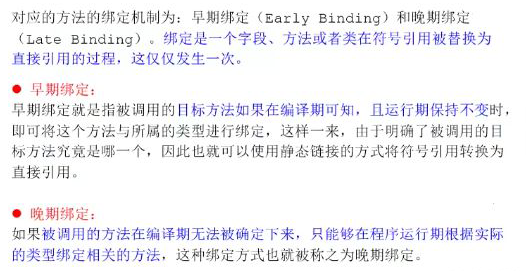 对应的方法的绑定机制为：早期绑定（Early Binding）和晚期绑定
（Late Binding）。绑定是一个字段、方法或者类在符号引用被替换为
直接引用的过程，这仅仅发生一次。
● 早期绑定：
早期绑定就是指被调用的目标方法如果在编译期可知，且运行期保持不变时，
即可将这个方法与所属的类型进行绑定，这样一来，由于明确了被调用的目
标方法究竟是哪一个，因此也就可以使用静态链接的方式将符号引用转换为
直接引用。
● 晚期绑定：
如果被调用的方法在编译期无法被确定下来，只能够在程序运行期根据实际
的类型绑定相关的方法，这种绑定方式也就被称之为晚期绑定。